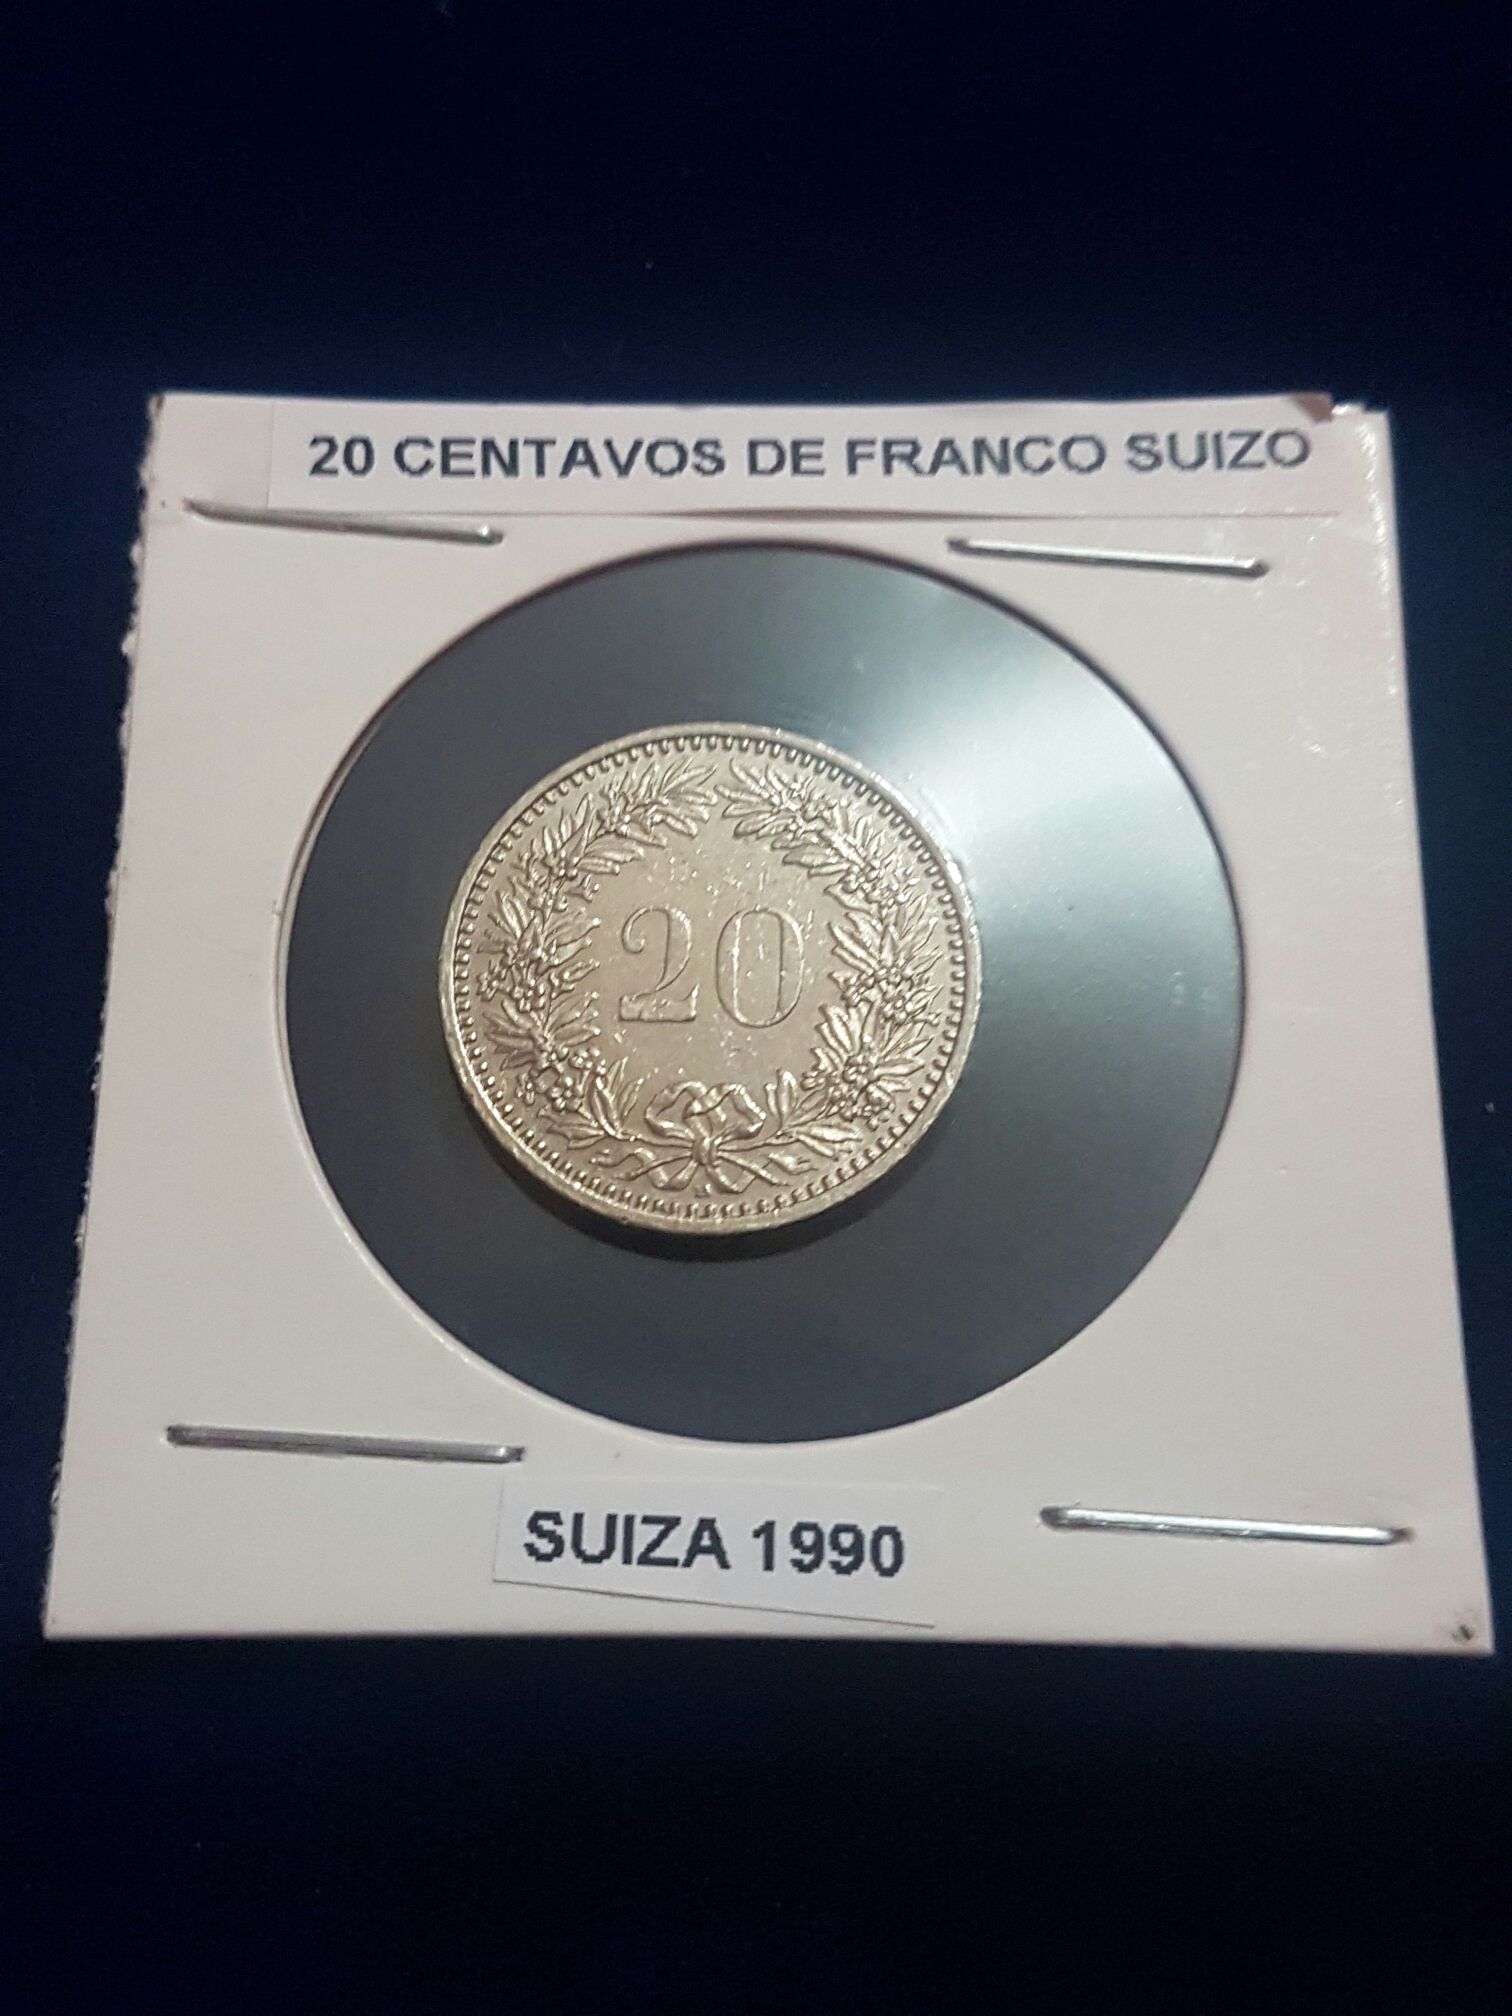 20 CENTAVOS DE FRANCO SUIZO
20
SUIZA 1990